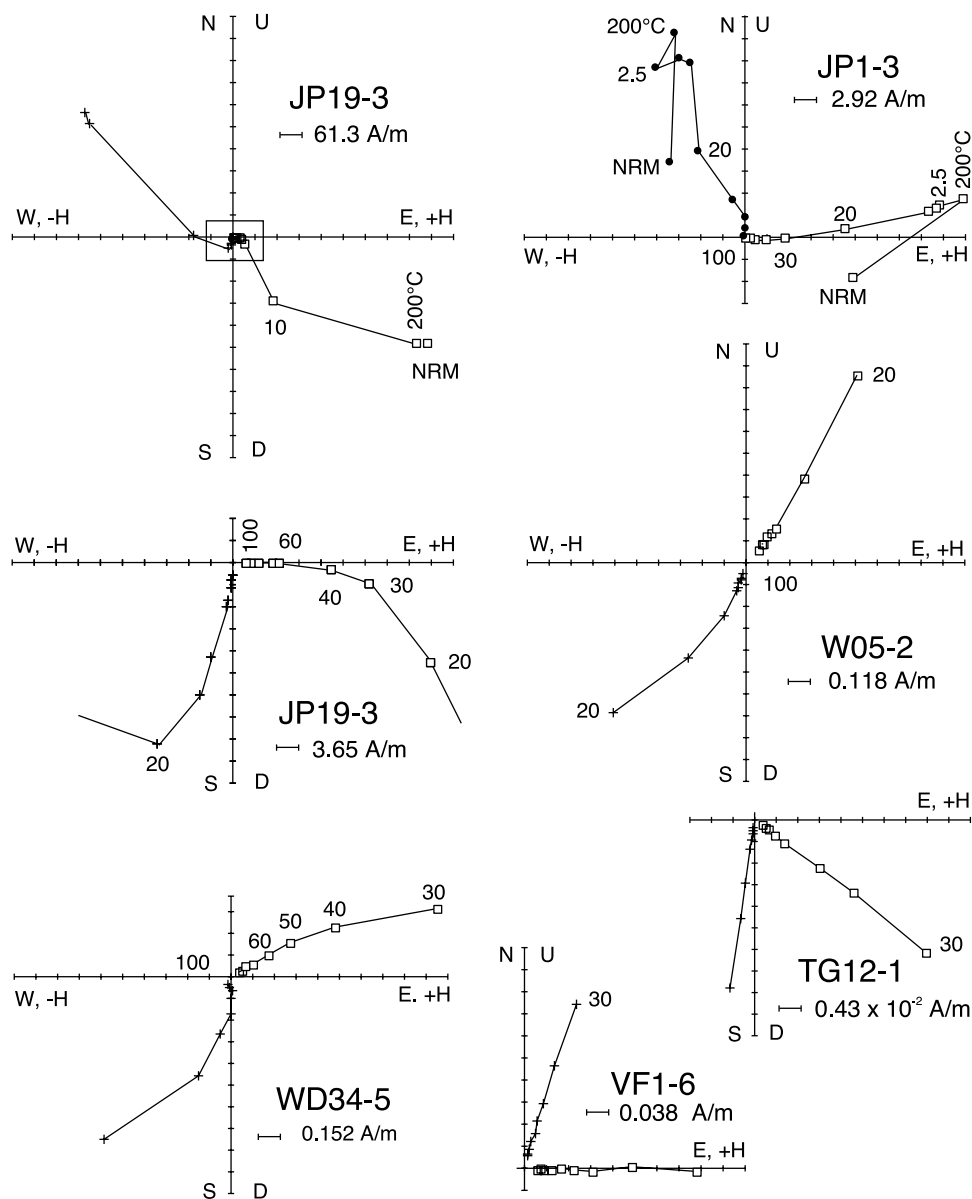 N U
JP19-3
61.3 A/m
W, -H E, +H
10
200°C
NRM
S D
200°C
2.5
JP1-3
2.92 A/m
20
NRM
2.5
200°C
20
W, -H E, +H
100 30
NRM
100 60
W, -H E, +H
40 30
20
JP19-3
3.65 A/m
20
S D
N U
20
W, -H E, +H
100
W05-2
0.118 A/m
20
S D
30
40
50
60
100
W, -H E. +H
WD34-5
0.152 A/m
S D
E, +H
30
TG12-1
0.43 x 10⁻² A/m
S D
N U
30
VF1-6
0.038 A/m
E, +H
S D